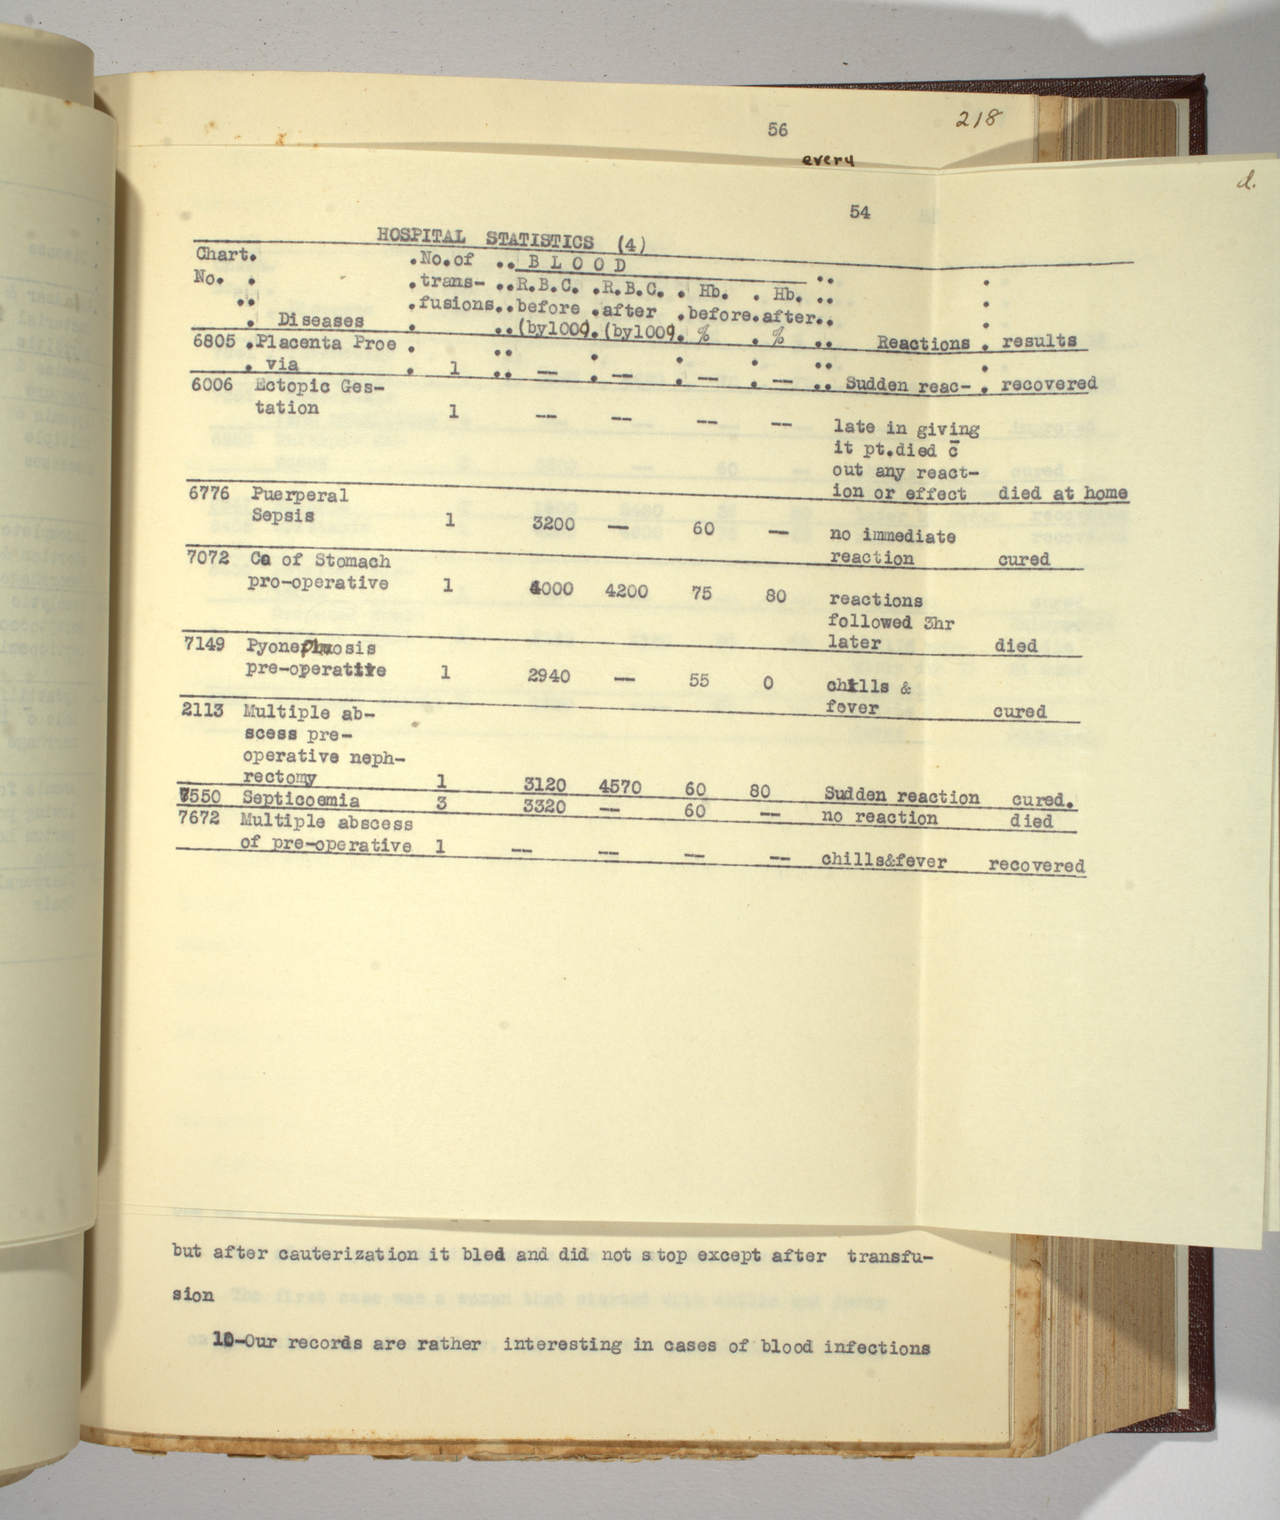 56
218
every
d.
54
HOSPITAL STATISTICS (4)
Chart. .No.of .. B L O O D .. .
No. . .trans- ..R.B.C. .R.B.C. . Hb. . Hb. .. .
.. .fusions..before .after .before.after.. .
. Diseases . ..(by1000.(by1000. % . % .. Reactions . results
6805 .Placenta Proe . .. . . . .. .
. via . 1 .. -- . -- . -- . -- .. Sudden reac- . recovered
6006 Ectopic Ges-
tation 1 -- -- -- -- late in giving
it pt.died c̄
out any react-
ion or effect died at home
6776 Puerperal
Sepsis 1 3200 -- 60 -- no immediate
reaction cured
7072 Ca of Stomach
pro-operative 1 4000 4200 75 80 reactions
followed 3hr
later died
7149 Pyonephrosis
pre-operative 1 2940 -- 55 0 chills &
fever cured
2113 Multiple ab-
scess pre-
operative neph-
rectomy 1 3120 4570 60 80 Sudden reaction cured.
7550 Septicoemia 3 3320 -- 60 -- no reaction died
7672 Multiple abscess
of pre-operative 1 -- -- -- -- chills&fever recovered
but after cauterization it bled and did not stop except after transfu-
sion
10-Our records are rather interesting in cases of blood infections